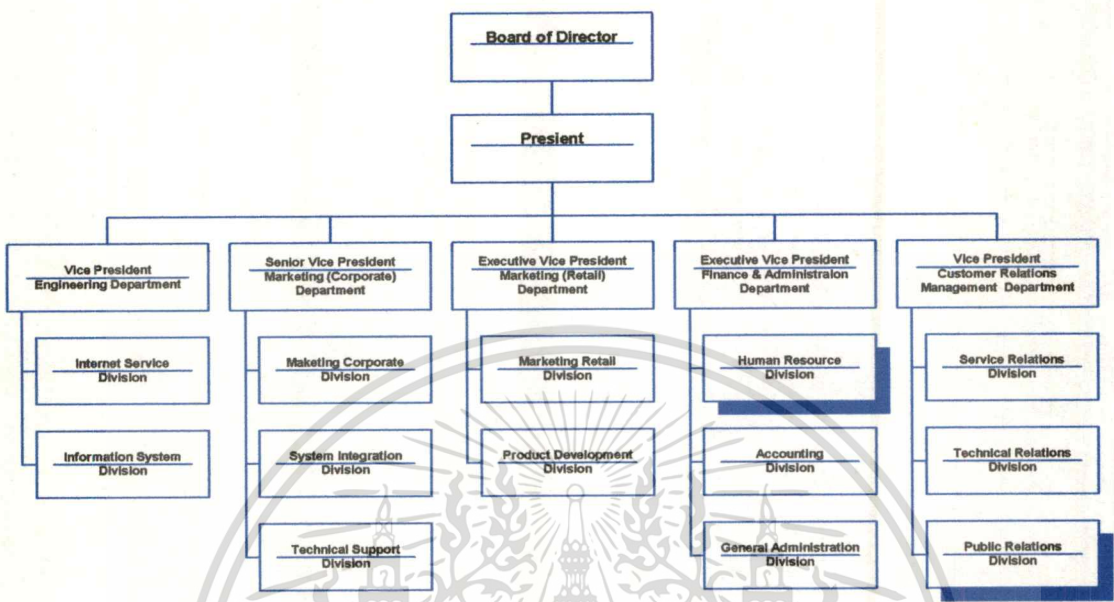 Board of Director
Presient
Vice President
Engineering Department
Senior Vice President
Marketing (Corporate)
Department
Executive Vice President
Marketing (Retail)
Department
Executive Vice President
Finance & Administraion
Department
Vice President
Customer Relations
Management Department
Internet Service
Division
Maketing Corporate
Division
Marketing Retail
Division
Human Resource
Division
Service Relations
Division
Information System
Division
System Integration
Division
Product Development
Division
Accounting
Division
Technical Relations
Division
Technical Support
Division
General Administration
Division
Public Relations
Division